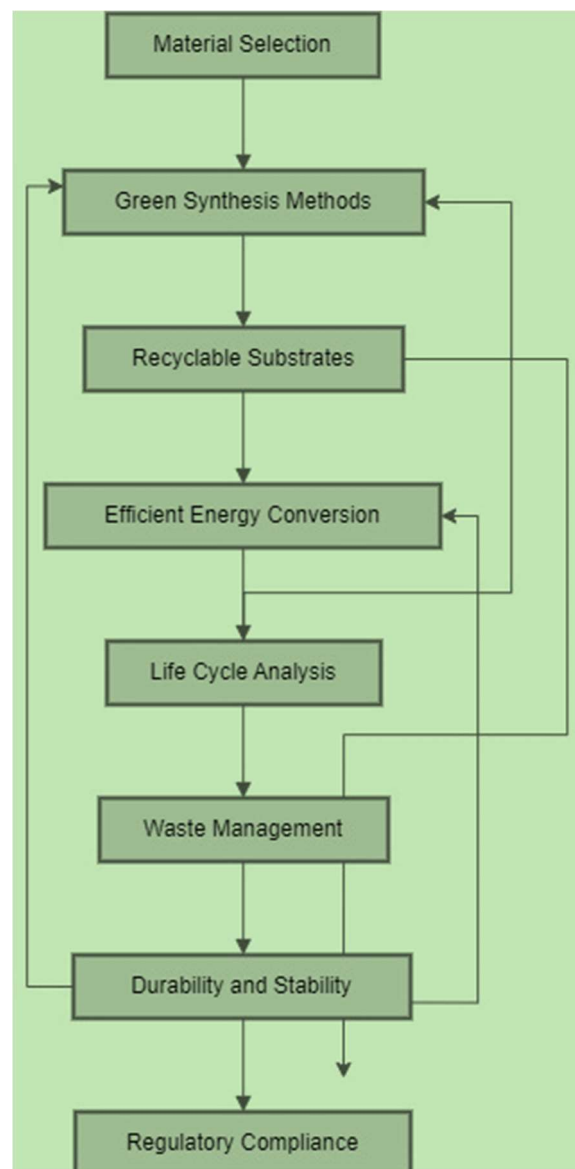 Material Selection
Green Synthesis Methods
Recyclable Substrates
Efficient Energy Conversion
Life Cycle Analysis
Waste Management
Durability and Stability
Regulatory Compliance